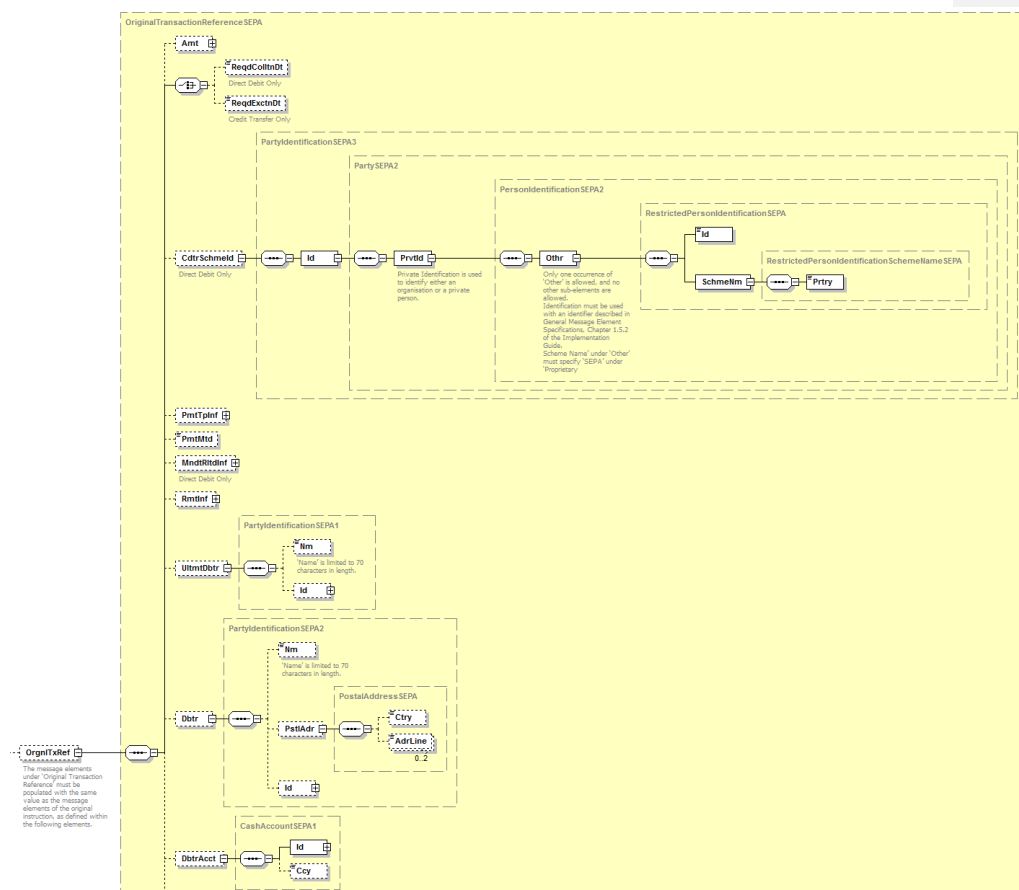 OriginalTransactionReferenceSEPA
Amt
ReqdColltnDt
Direct Debit Only
ReqdExctnDt
Credit Transfer Only
PartyIdentificationSEPA3
PartySEPA2
PersonIdentificationSEPA2
RestrictedPersonIdentificationSEPA
Id
CdtrSchmeId
Direct Debit Only
Id
PrvtId
Private Identification is used
to identify either an
organisation or a private
person.
Othr
Only one occurrence of
'Other' is allowed, and no
other sub-elements are
allowed.
Identification must be used
with an identifier described in
General Message Element
Specifications, Chapter 1.5.2
of the Implementation
Guide.
Scheme Name' under 'Other'
must specify 'SEPA' under
'Proprietary
RestrictedPersonIdentificationSchemeNameSEPA
SchmeNm
Prtry
PmtTpInf
PmtMtd
MndtRltdInf
Direct Debit Only
RmtInf
PartyIdentificationSEPA1
Nm
'Name' is limited to 70
characters in length.
UltmtDbtr
Id
PartyIdentificationSEPA2
Nm
'Name' is limited to 70
characters in length.
PostalAddressSEPA
Ctry
Dbtr
PstlAdr
AdrLine
0..2
Id
OrgnlTxRef
The message elements
under 'Original Transaction
Reference' must be
populated with the same
value as the message
elements of the original
instruction, as defined within
the following elements.
CashAccountSEPA1
Id
DbtrAcct
Ccy